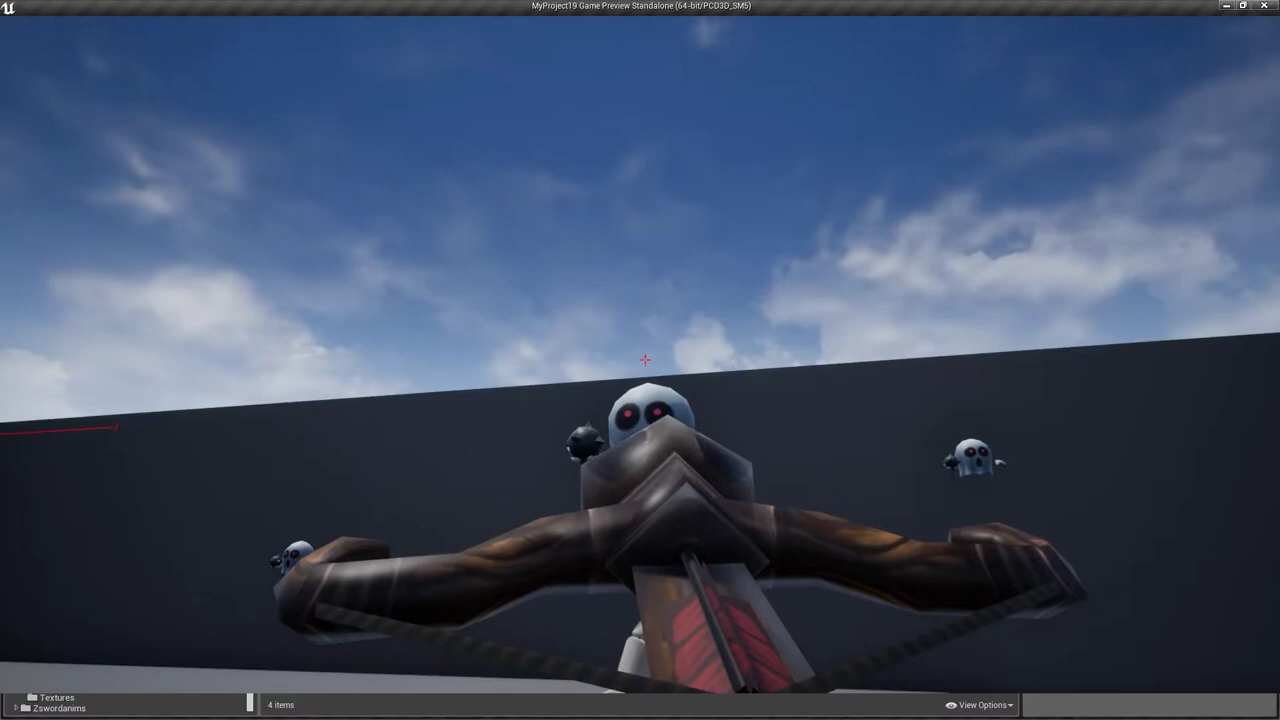 MyProject19 Game Preview Standalone (64-bit/PCD3D_SM5)
Textures
Zswordanims
4 items
View Options